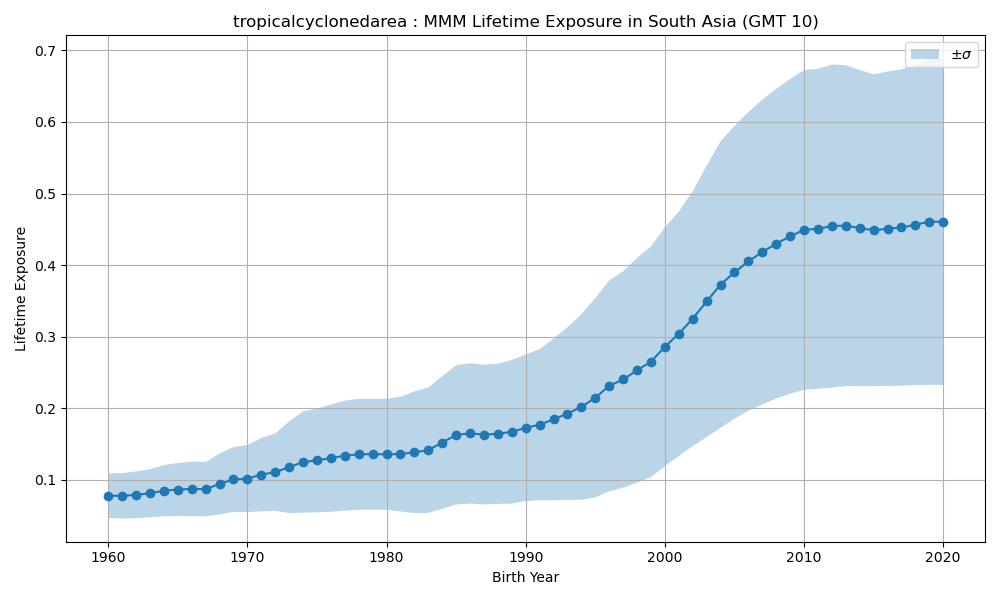 tropicalcyclonedarea : MMM Lifetime Exposure in South Asia (GMT 10)
±σ
Lifetime Exposure
0.7
0.6
0.5
0.4
0.3
0.2
0.1
1960 1970 1980 1990 2000 2010 2020
Birth Year